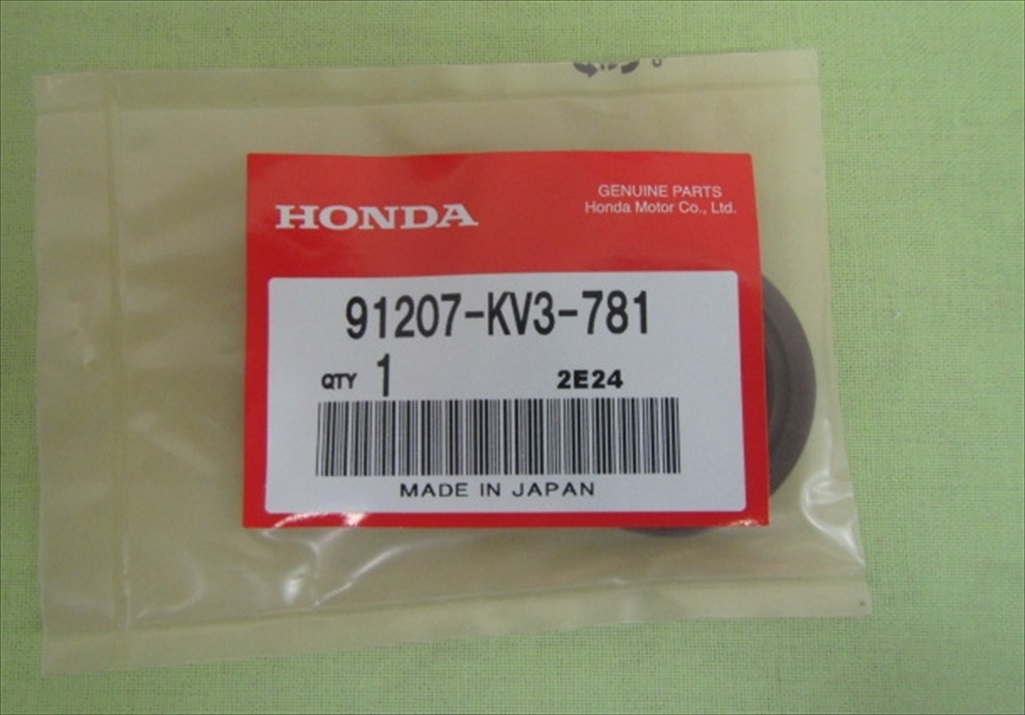 HONDA
GENUINE PARTS
Honda Motor Co., Ltd.
91207-KV3-781
QTY 1 2E24
MADE IN JAPAN